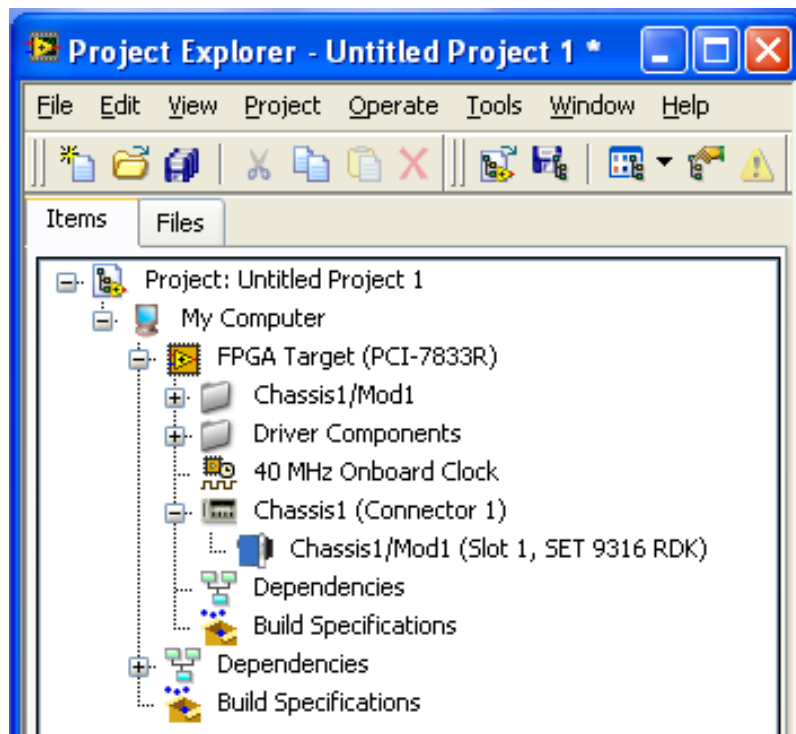 Project Explorer - Untitled Project 1 *
File Edit View Project Operate Tools Window Help
Items Files
Project: Untitled Project 1
My Computer
FPGA Target (PCI-7833R)
Chassis1/Mod1
Driver Components
40 MHz Onboard Clock
Chassis1 (Connector 1)
Chassis1/Mod1 (Slot 1, SET 9316 RDK)
Dependencies
Build Specifications
Dependencies
Build Specifications